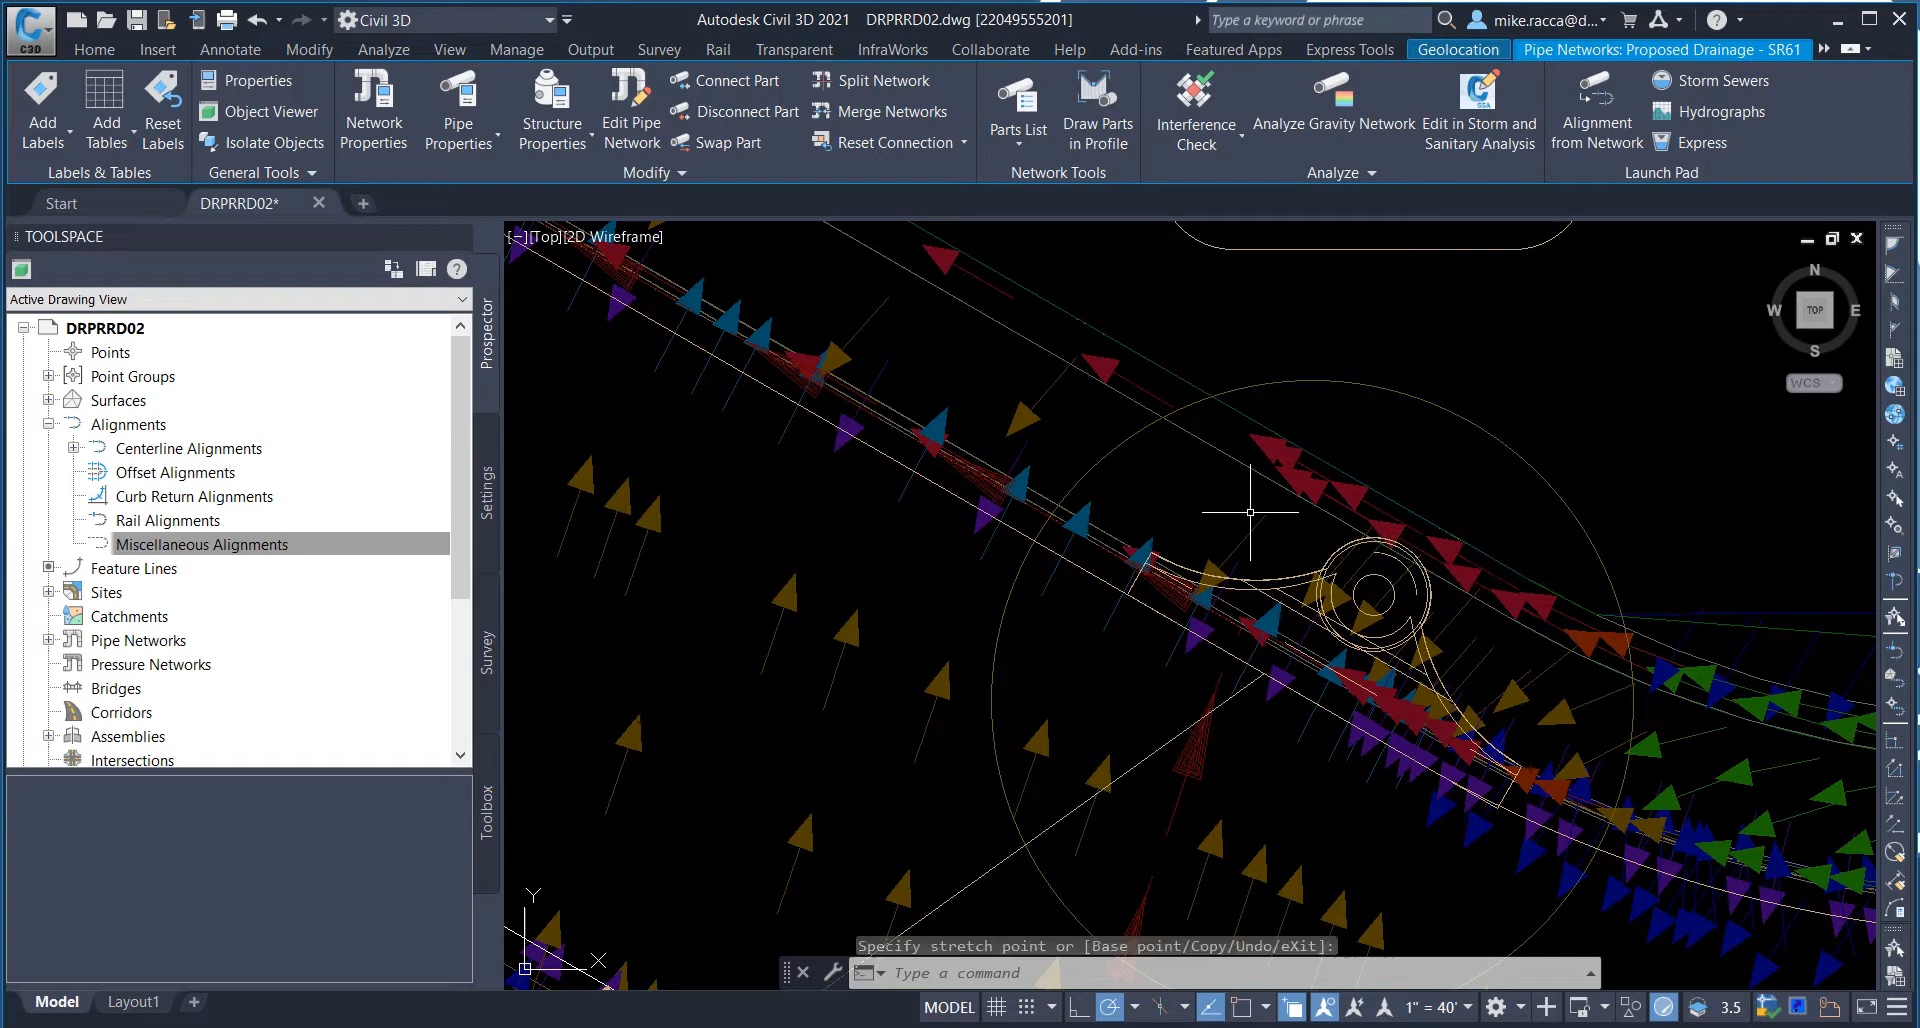 C3D
Civil 3D
Autodesk Civil 3D 2021 DRPRRD02.dwg [22049555201]
Type a keyword or phrase
mike.racca@d...
Home Insert Annotate Modify Analyze View Manage Output Survey Rail Transparent InfraWorks Collaborate Help Add-ins Featured Apps Express Tools Geolocation Pipe Networks: Proposed Drainage - SR61
Add Labels
Add Tables
Reset Labels
Labels & Tables
Properties
Object Viewer
Isolate Objects
General Tools
Network Properties
Pipe Properties
Structure Properties
Edit Pipe Network
Connect Part
Disconnect Part
Swap Part
Split Network
Merge Networks
Reset Connection
Modify
Parts List
Draw Parts in Profile
Network Tools
Interference Check
Analyze Gravity Network
Edit in Storm and Sanitary Analysis
SSA
Analyze
Alignment from Network
Storm Sewers
Hydrographs
Express
Launch Pad
Start
DRPRRD02*
TOOLSPACE
Active Drawing View
DRPRRD02
Points
Point Groups
Surfaces
Alignments
Centerline Alignments
Offset Alignments
Curb Return Alignments
Rail Alignments
Miscellaneous Alignments
Feature Lines
Sites
Catchments
Pipe Networks
Pressure Networks
Bridges
Corridors
Assemblies
Intersections
Prospector
Settings
Survey
Toolbox
[−][Top][2D Wireframe]
N
W TOP E
S
WCS
Y
X
Specify stretch point or [Base point/Copy/Undo/eXit]:
Type a command
Model Layout1
MODEL
1" = 40'
3.5